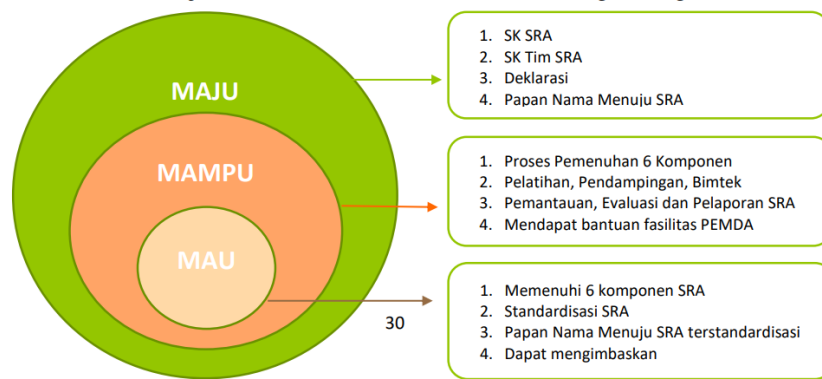 MAJU
MAMPU
MAU
30
1. SK SRA
2. SK Tim SRA
3. Deklarasi
4. Papan Nama Menuju SRA
1. Proses Pemenuhan 6 Komponen
2. Pelatihan, Pendampingan, Bimtek
3. Pemantauan, Evaluasi dan Pelaporan SRA
4. Mendapat bantuan fasilitas PEMDA
1. Memenuhi 6 komponen SRA
2. Standardisasi SRA
3. Papan Nama Menuju SRA terstandardisasi
4. Dapat mengimbaskan